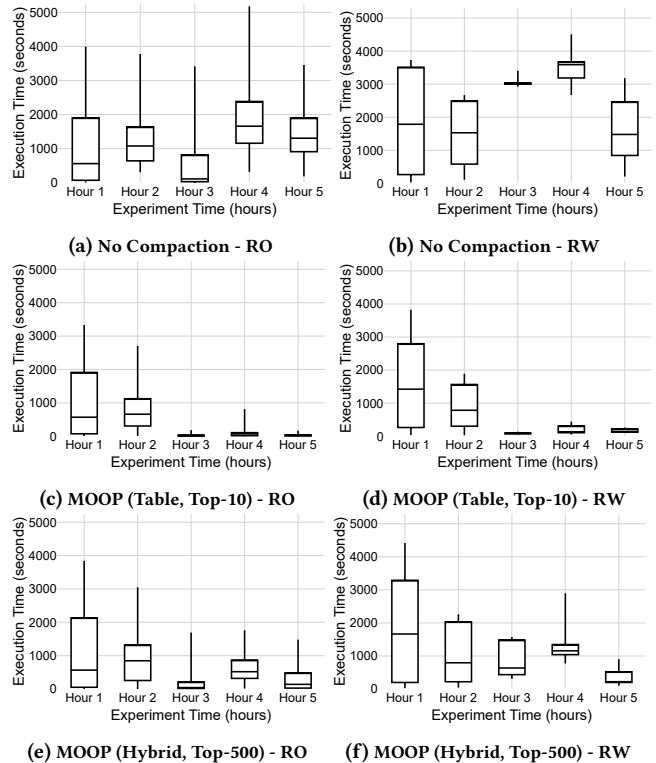 Execution Time (seconds)
5000
4000
3000
2000
1000
0
Hour 1 Hour 2 Hour 3 Hour 4 Hour 5
Experiment Time (hours)
(a) No Compaction - RO
Execution Time (seconds)
5000
4000
3000
2000
1000
0
Hour 1 Hour 2 Hour 3 Hour 4 Hour 5
Experiment Time (hours)
(b) No Compaction - RW
Execution Time (seconds)
5000
4000
3000
2000
1000
0
Hour 1 Hour 2 Hour 3 Hour 4 Hour 5
Experiment Time (hours)
(c) MOOP (Table, Top-10) - RO
Execution Time (seconds)
5000
4000
3000
2000
1000
0
Hour 1 Hour 2 Hour 3 Hour 4 Hour 5
Experiment Time (hours)
(d) MOOP (Table, Top-10) - RW
Execution Time (seconds)
5000
4000
3000
2000
1000
0
Hour 1 Hour 2 Hour 3 Hour 4 Hour 5
Experiment Time (hours)
(e) MOOP (Hybrid, Top-500) - RO
Execution Time (seconds)
5000
4000
3000
2000
1000
0
Hour 1 Hour 2 Hour 3 Hour 4 Hour 5
Experiment Time (hours)
(f) MOOP (Hybrid, Top-500) - RW